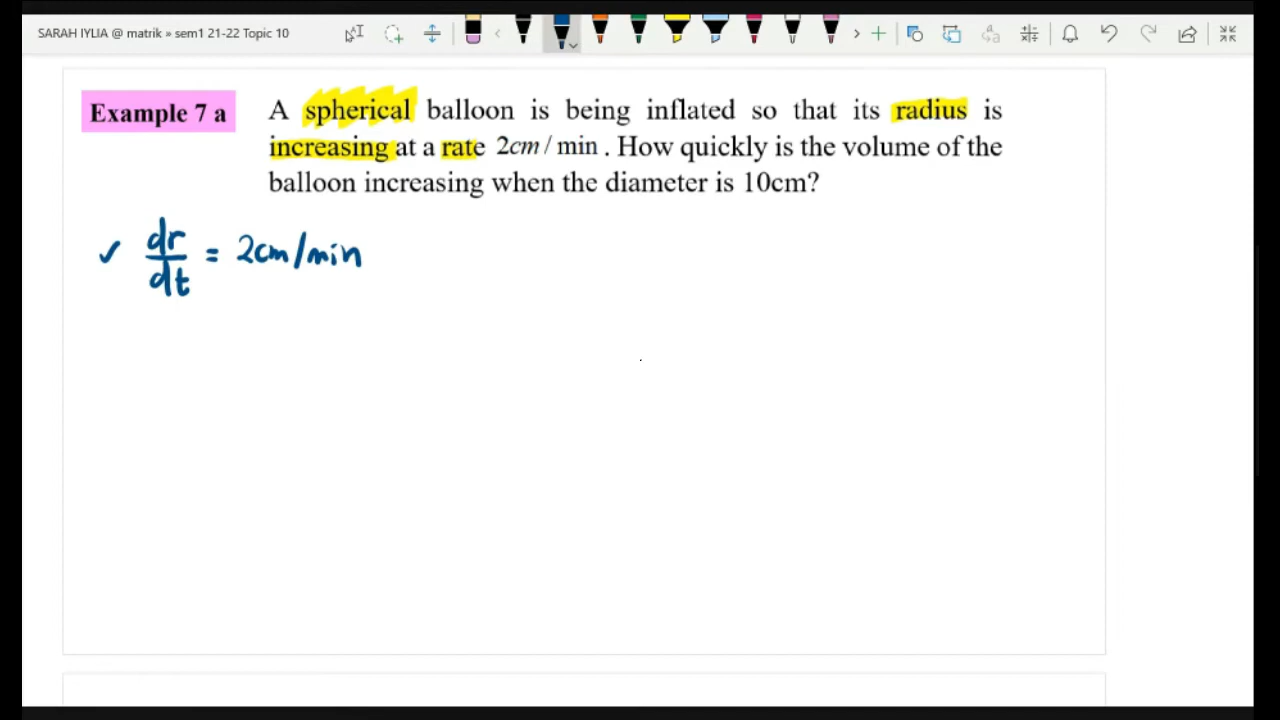 SARAH IYLIA @ matrik » sem1 21-22 Topic 10
Example 7 a
A spherical balloon is being inflated so that its radius is
increasing at a rate 2cm / min . How quickly is the volume of the
balloon increasing when the diameter is 10cm?
✓ dr/dt = 2cm/min